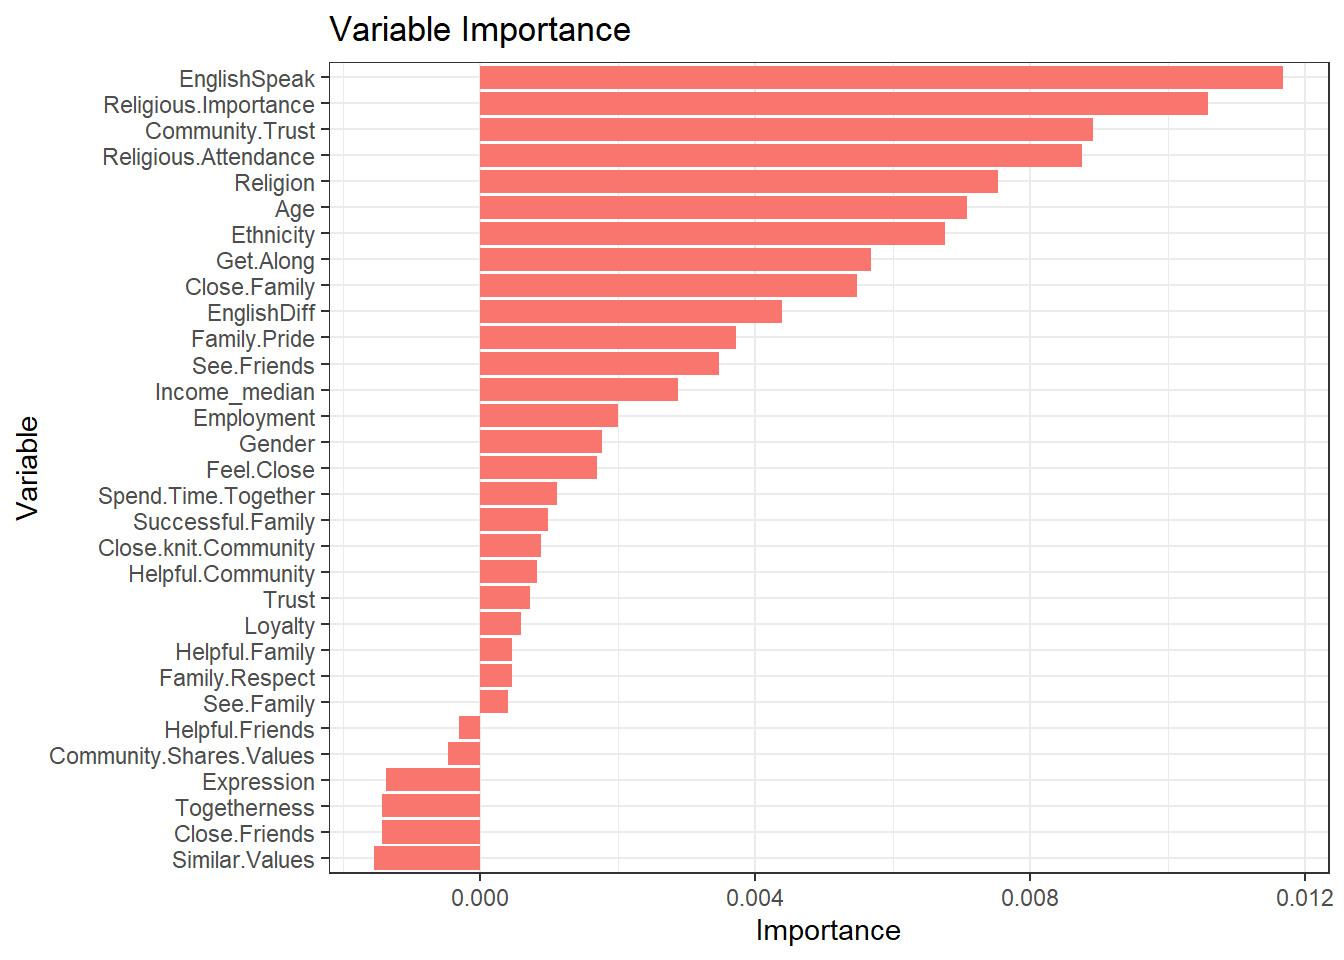 Variable Importance
EnglishSpeak
Religious.Importance
Community.Trust
Religious.Attendance
Religion
Age
Ethnicity
Get.Along
Close.Family
EnglishDiff
Family.Pride
See.Friends
Income_median
Employment
Gender
Feel.Close
Spend.Time.Together
Successful.Family
Close.knit.Community
Helpful.Community
Trust
Loyalty
Helpful.Family
Family.Respect
See.Family
Helpful.Friends
Community.Shares.Values
Expression
Togetherness
Close.Friends
Similar.Values
Variable
0.000 0.004 0.008 0.012
Importance